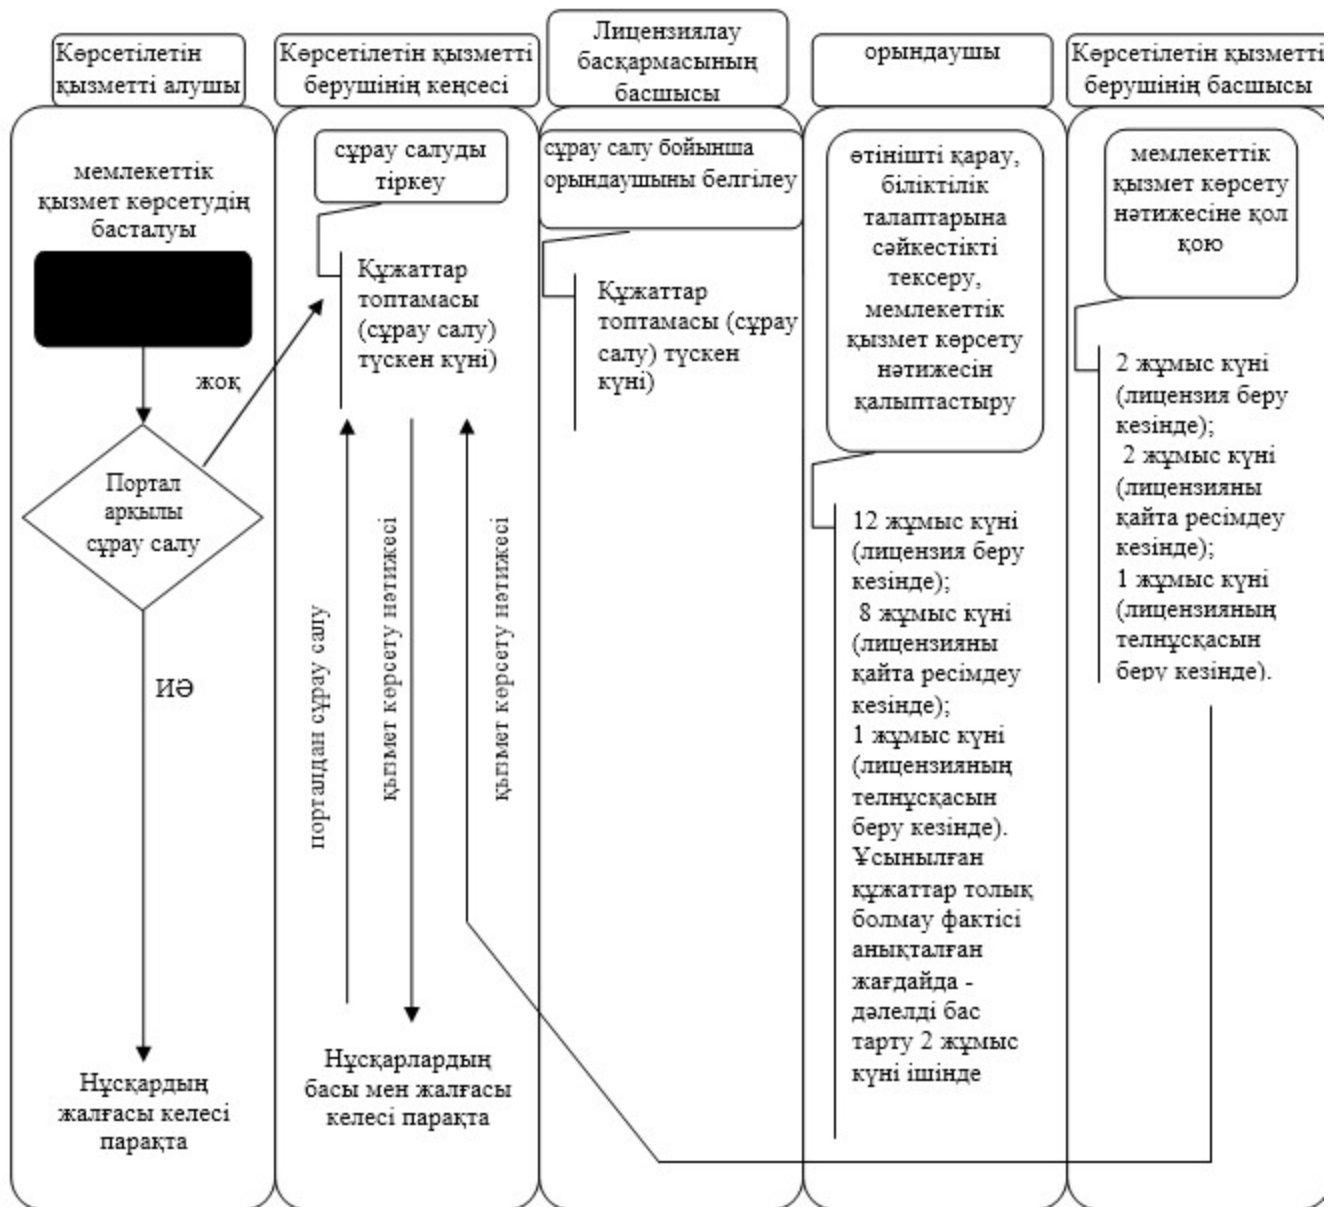 Көрсетілетін
қызметті алушы
Көрсетілетін қызметті
берушінің кеңсесі
Лицензиялау
басқармасының
басшысы
орындаушы
Көрсетілетін қызметті
берушінің басшысы
мемлекеттік
қызмет көрсетудің
басталуы
жоқ
Портал
арқылы
сұрау салу
ИӘ
Нұсқардың
жалғасы келесі
парақта
сұрау салуды
тіркеу
Құжаттар
топтамасы
(сұрау салу)
түскен күні)
порталдан сұрау салу
қызмет көрсету нәтижесі
қызмет көрсету нәтижесі
Нұсқарлардың
басы мен жалғасы
келесі парақта
сұрау салу бойынша
орындаушыны белгілеу
Құжаттар
топтамасы (сұрау
салу) түскен
күні)
өтінішті қарау,
біліктілік
талаптарына
сәйкестікті
тексеру,
мемлекеттік
қызмет көрсету
нәтижесін
қалыптастыру
12 жұмыс күні
(лицензия беру
кезінде);
8 жұмыс күні
(лицензияны
қайта ресімдеу
кезінде);
1 жұмыс күні
(лицензияның
телнұсқасын
беру кезінде).
Ұсынылған
құжаттар толық
болмау фактісі
анықталған
жағдайда -
дәлелді бас
тарту 2 жұмыс
күні ішінде
мемлекеттік
қызмет көрсету
нәтижесіне қол
қою
2 жұмыс күні
(лицензия беру
кезінде);
2 жұмыс күні
(лицензияны
қайта ресімдеу
кезінде);
1 жұмыс күні
(лицензияның
телнұсқасын
беру кезінде).